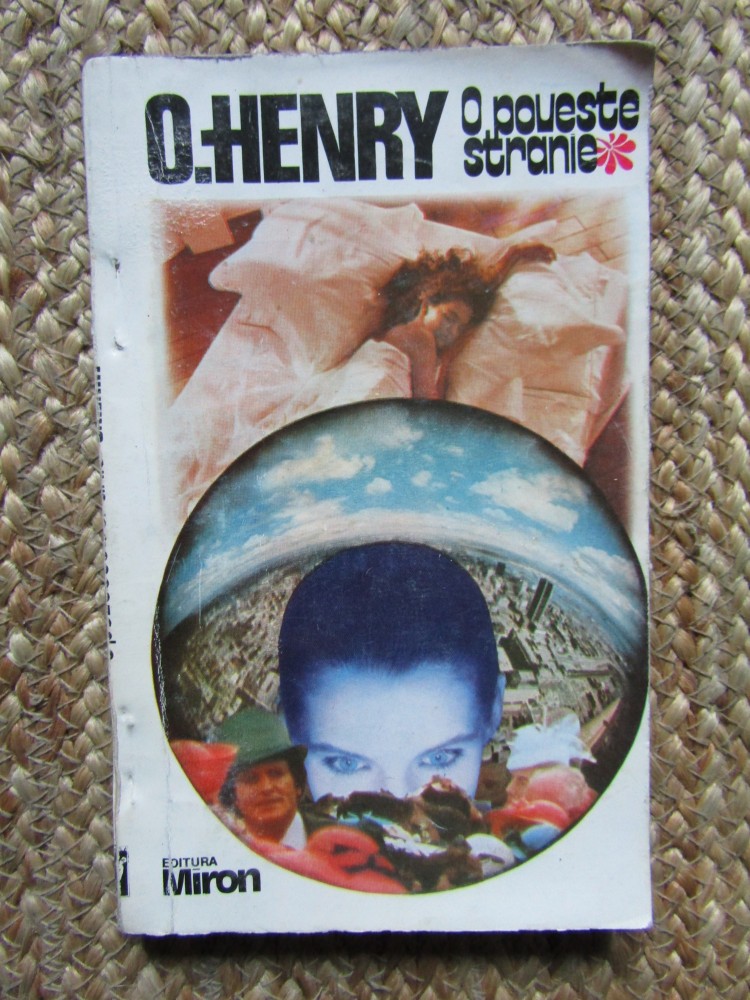 O.HENRY
O poveste
stranie
EDITURA
Miron